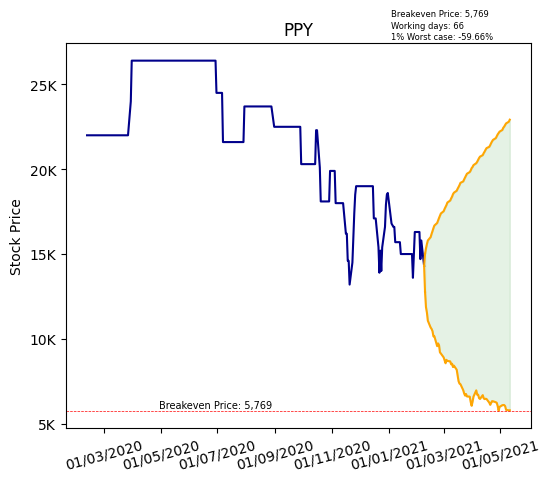 Breakeven Price: 5,769
Working days: 66
1% Worst case: -59.66%
PPY
Stock Price
25K
20K
15K
10K
5K
Breakeven Price: 5,769
01/03/2020
01/05/2020
01/07/2020
01/09/2020
01/11/2020
01/01/2021
01/03/2021
01/05/2021